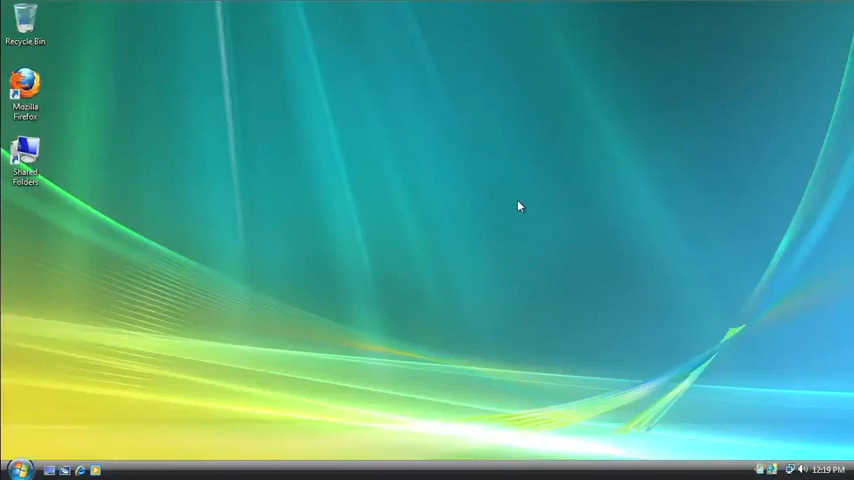 Recycle Bin
Mozilla
Firefox
Shared
Folders
12:19 PM